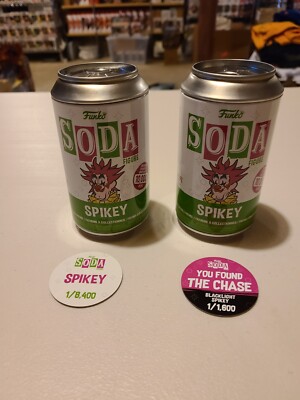 Funko
SODA
FIGURE
SPIKEY
Funko
SODA
FIGURE
SPIKEY
SODA
SPIKEY
1/8,400
SODA
YOU FOUND
THE CHASE
BLACKLIGHT
SPIKEY
1/1,600